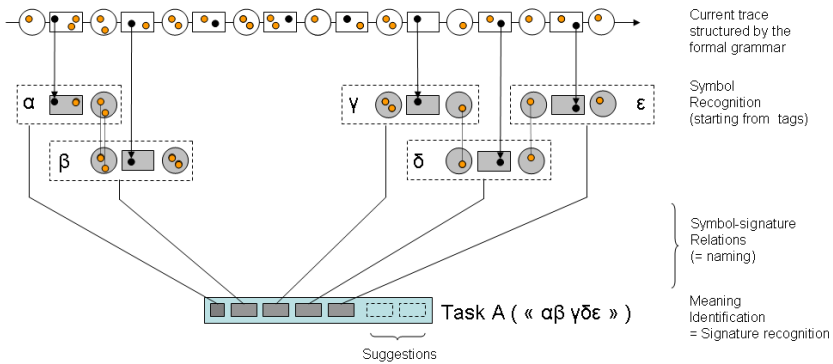 Current trace
structured by the
formal grammar
α
γ
ε
Symbol
Recognition
(starting from tags)
β
δ
Symbol-signature
Relations
(= naming)
Task A ( « αβ γδε » )
Meaning
Identification
= Signature recognition
Suggestions